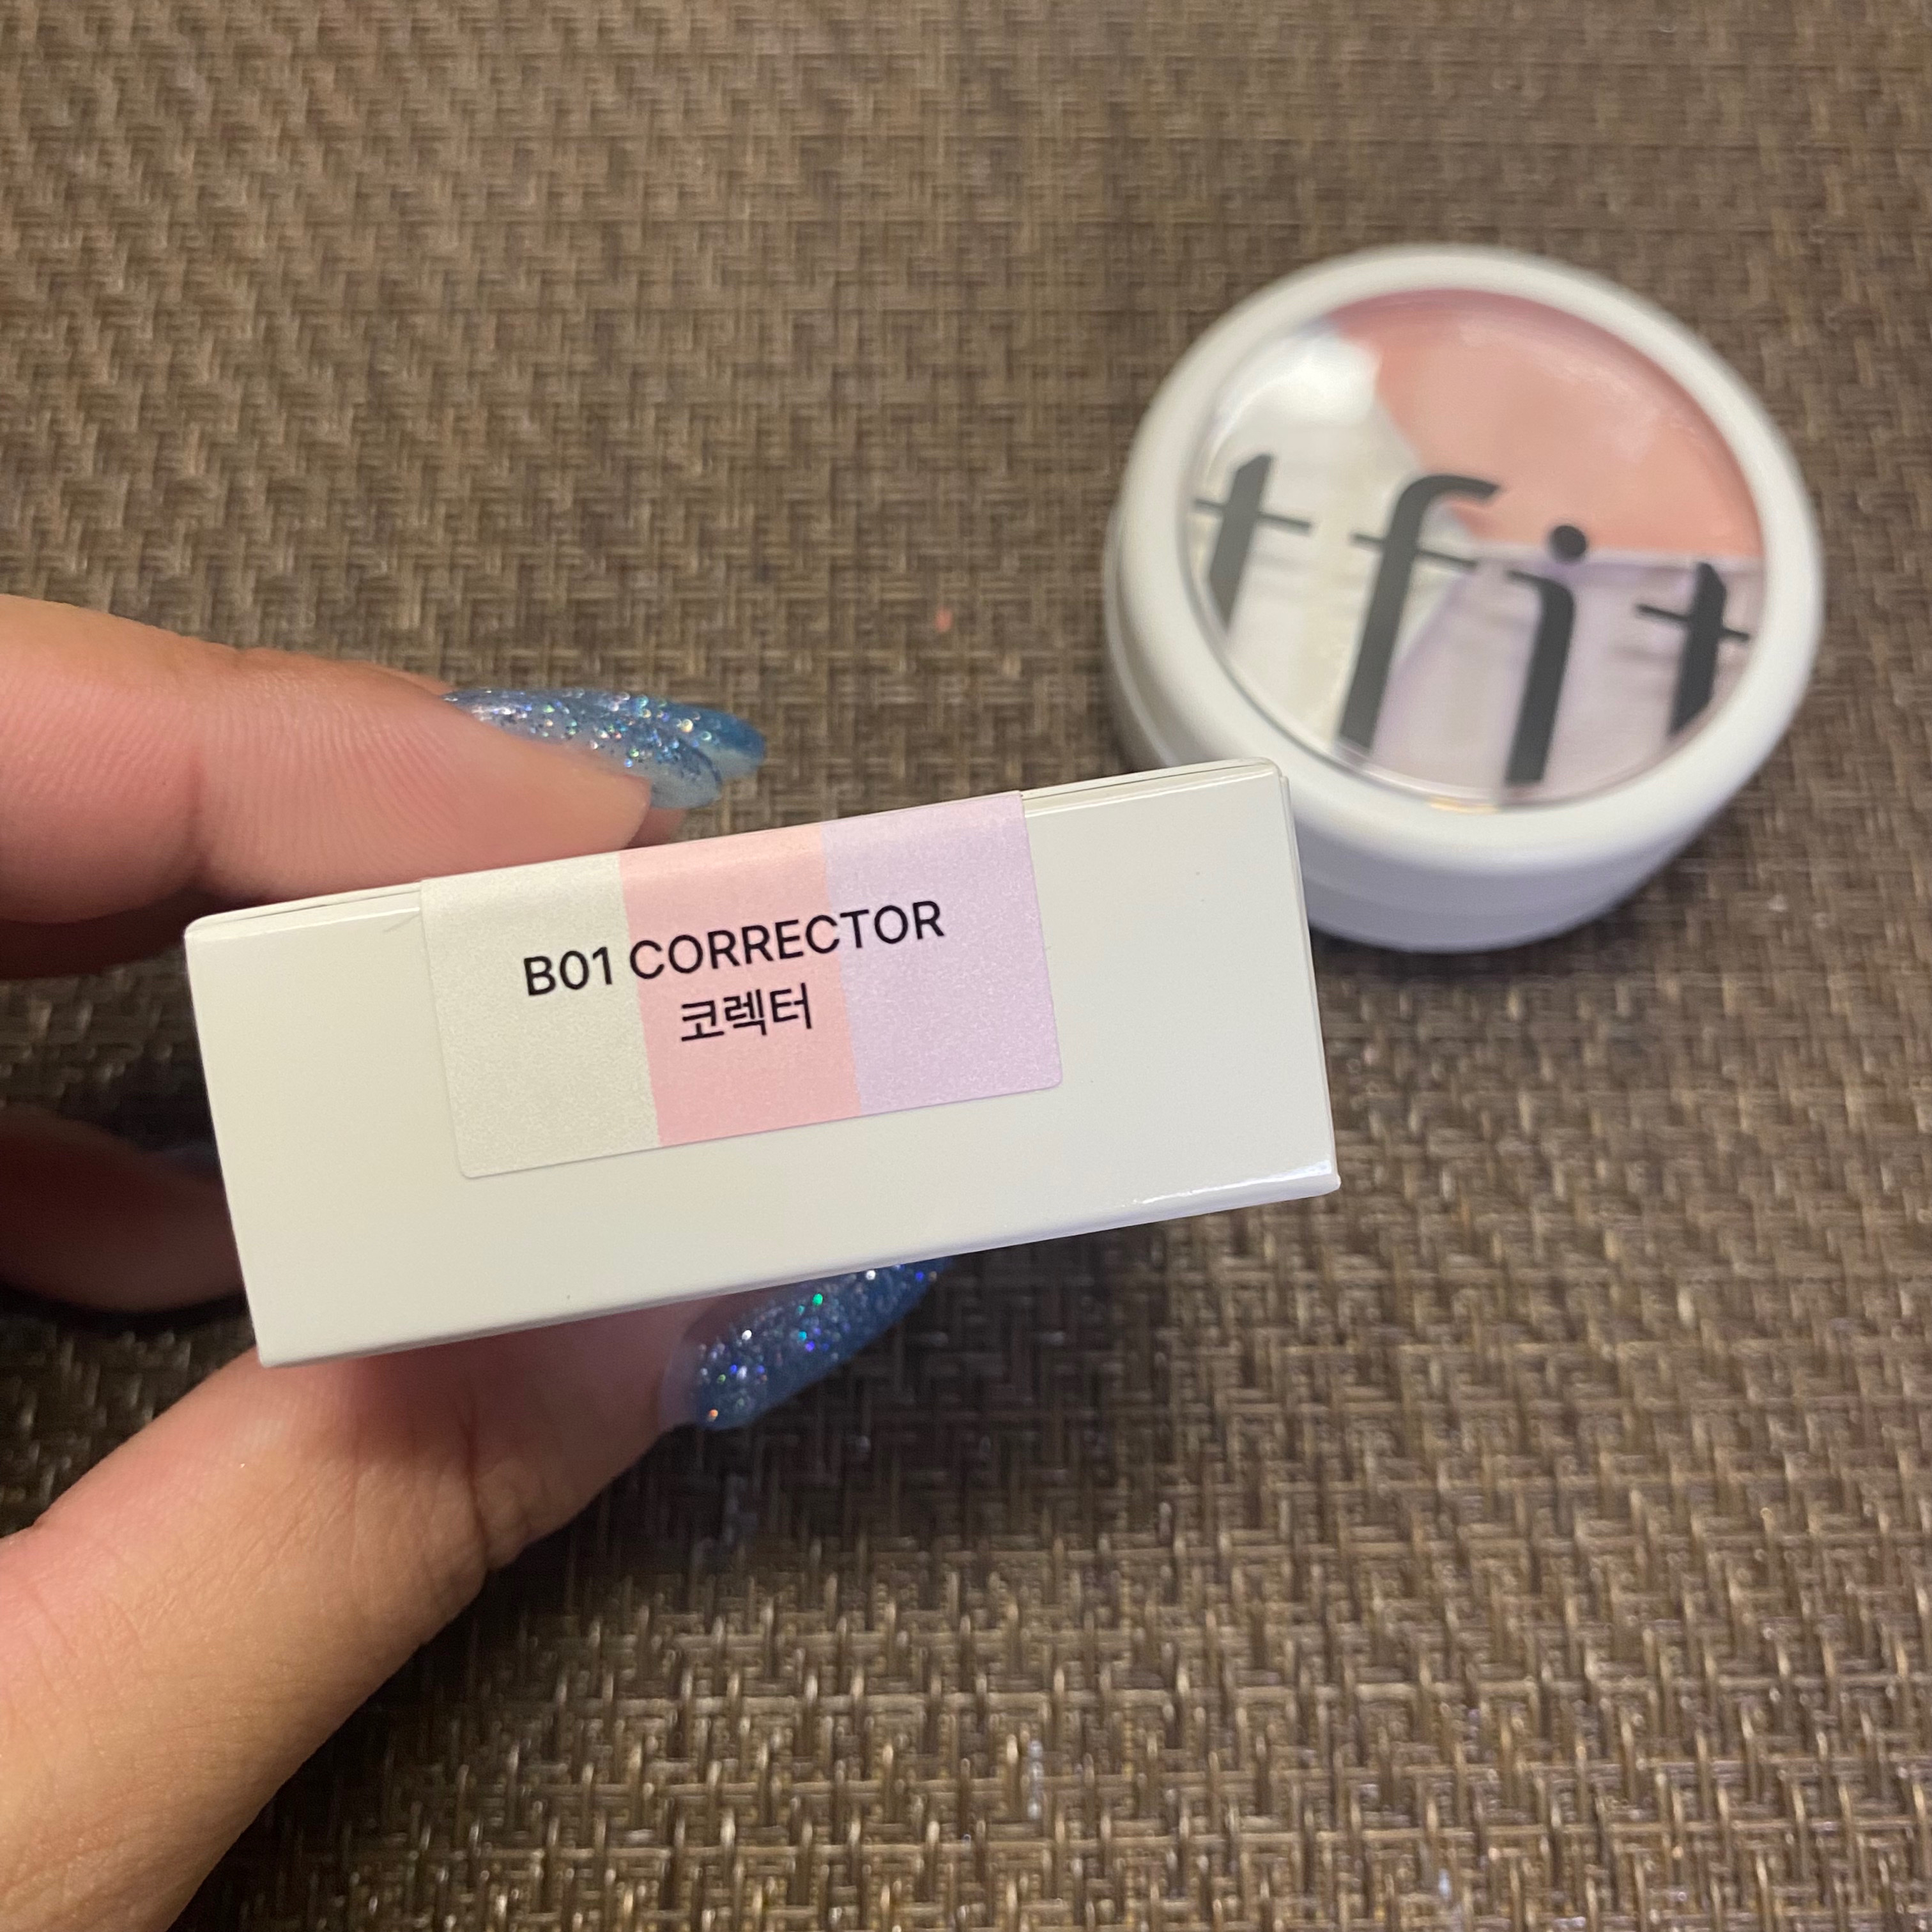 tfit
B01 CORRECTOR
코렉터